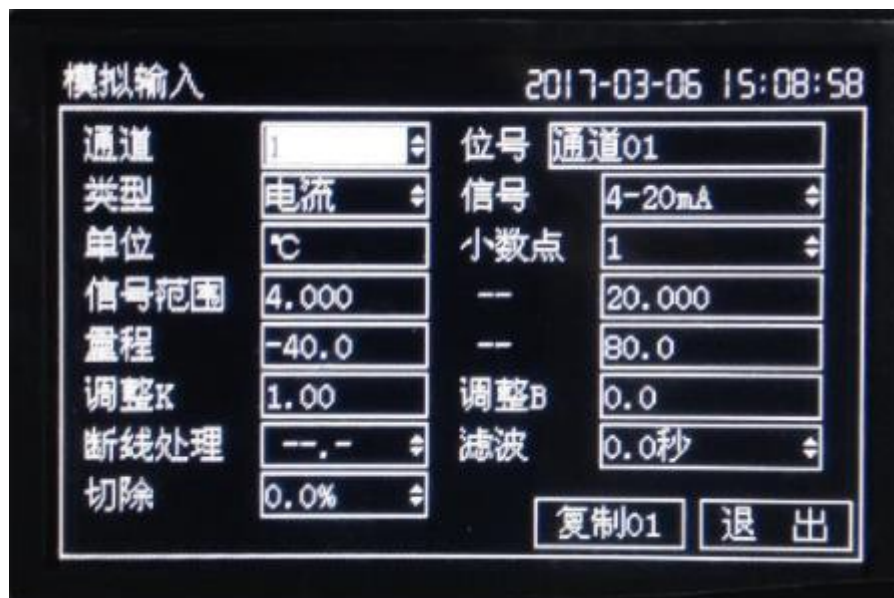 模拟输入 2017-03-06 15:08:58
通道 1 位号 通道01
类型 电流 信号 4-20mA
单位 ℃ 小数点 1
信号范围 4.000 -- 20.000
量程 -40.0 -- 80.0
调整K 1.00 调整B 0.0
断线处理 --.- 滤波 0.0秒
切除 0.0%
复制01 退 出